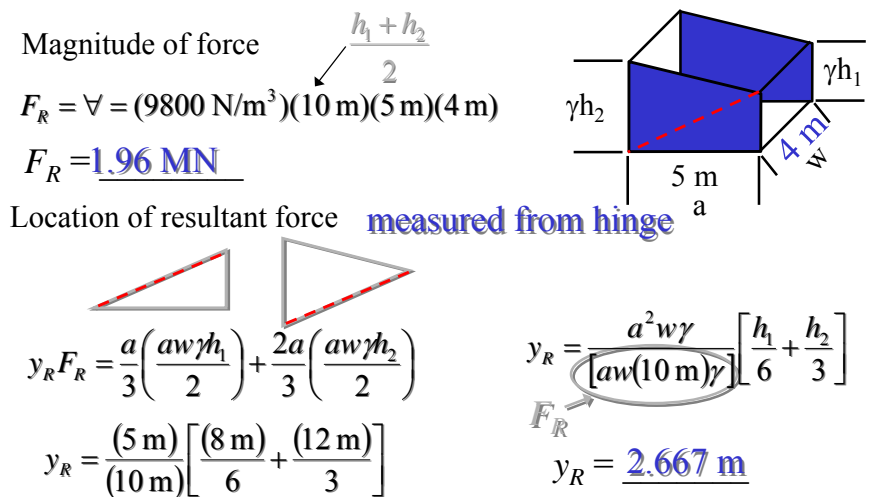 Magnitude of force
(h₁ + h₂)/2
F_R = ∀ = (9800 N/m³)(10 m)(5 m)(4 m)
F_R = 1.96 MN
γh₂
γh₁
5 m
a
4 m
w
Location of resultant force measured from hinge
y_R F_R = a/3 (awγh₁/2) + 2a/3 (awγh₂/2)
y_R = a²wγ/[aw(10 m)γ] [h₁/6 + h₂/3]
F_R
y_R = (5 m)/(10 m) [(8 m)/6 + (12 m)/3]
y_R = 2.667 m